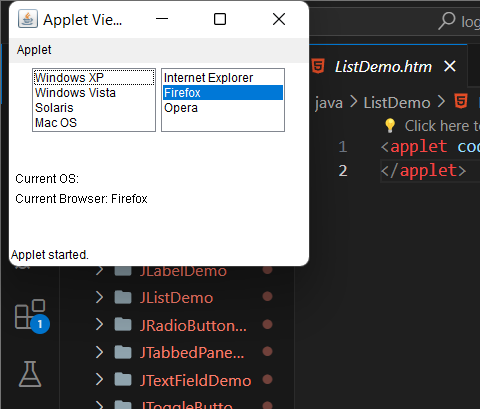 Applet Vie...
Applet
Windows XP
Windows Vista
Solaris
Mac OS
Internet Explorer
Firefox
Opera
Current OS:
Current Browser: Firefox
Applet started.
log
ListDemo.htm
java > ListDemo >
Click here to
1 <applet co
2 </applet>
1
JLabelDemo
JListDemo
JRadioButton...
JTabbedPane...
JTextFieldDemo
JToggleButto...